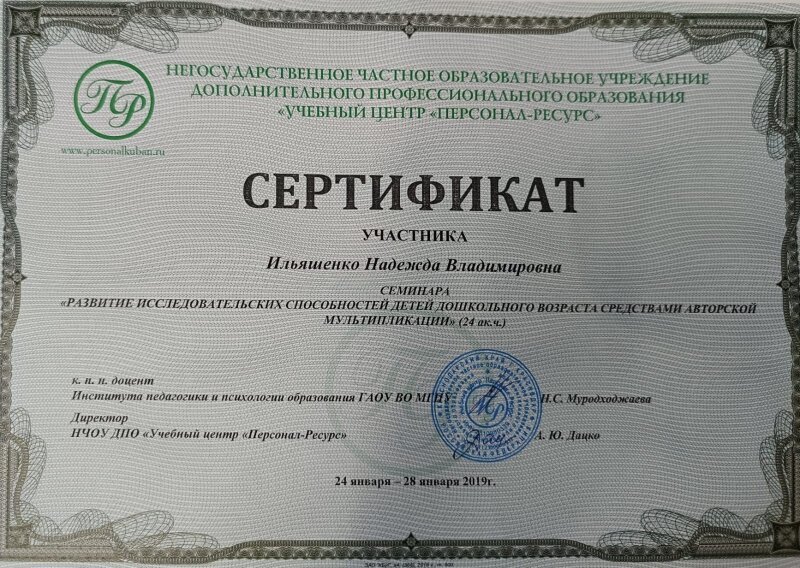 НЕГОСУДАРСТВЕННОЕ ЧАСТНОЕ ОБРАЗОВАТЕЛЬНОЕ УЧРЕЖДЕНИЕ
ДОПОЛНИТЕЛЬНОГО ПРОФЕССИОНАЛЬНОГО ОБРАЗОВАНИЯ
«УЧЕБНЫЙ ЦЕНТР «ПЕРСОНАЛ-РЕСУРС»
ПР
www.personalkuban.ru
СЕРТИФИКАТ
УЧАСТНИКА
Ильяшенко Надежда Владимировна
СЕМИНАРА
«РАЗВИТИЕ ИССЛЕДОВАТЕЛЬСКИХ СПОСОБНОСТЕЙ ДЕТЕЙ ДОШКОЛЬНОГО ВОЗРАСТА СРЕДСТВАМИ АВТОРСКОЙ
МУЛЬТИПЛИКАЦИИ» (24 ак.ч.)
к. п. н. доцент
Института педагогики и психологии образования ГАОУ ВО МГПУ Н.С. Муродходжаева
Директор
НЧОУ ДПО «Учебный центр «Персонал-Ресурс» А. Ю. Дацко
24 января – 28 января 2019г.